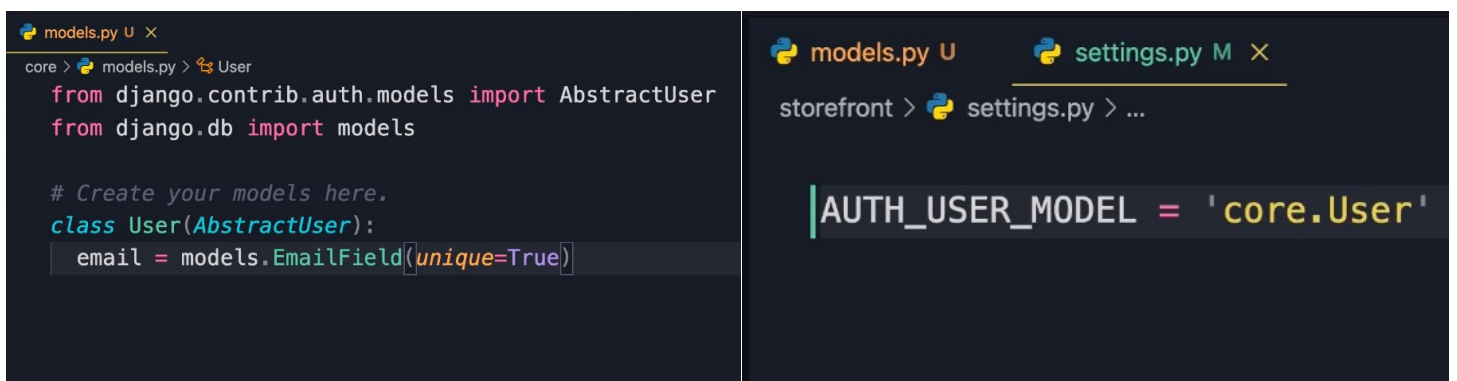 models.py U ×
core > models.py > User
from django.contrib.auth.models import AbstractUser
from django.db import models
# Create your models here.
class User(AbstractUser):
email = models.EmailField(unique=True)
models.py U
settings.py M ×
storefront > settings.py > ...
AUTH_USER_MODEL = 'core.User'